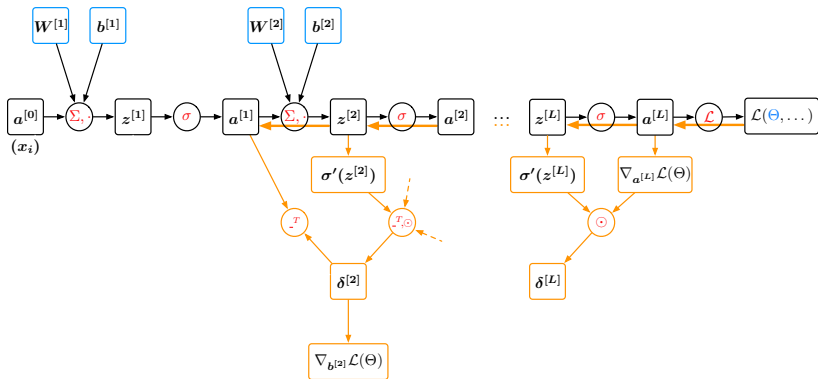 W^{[1]} b^{[1]} W^{[2]} b^{[2]}
a^{[0]} Σ, · z^{[1]} σ a^{[1]} Σ, · z^{[2]} σ a^{[2]} ... z^{[L]} σ a^{[L]} ℒ ℒ(Θ, ...)
(x_i)
σ′(z^{[2]}) σ′(z^{[L]}) ∇_{a^{[L]}}ℒ(Θ)
_^T _^T,⊙ ⊙
δ^{[2]} δ^{[L]}
∇_{b^{[2]}}ℒ(Θ)